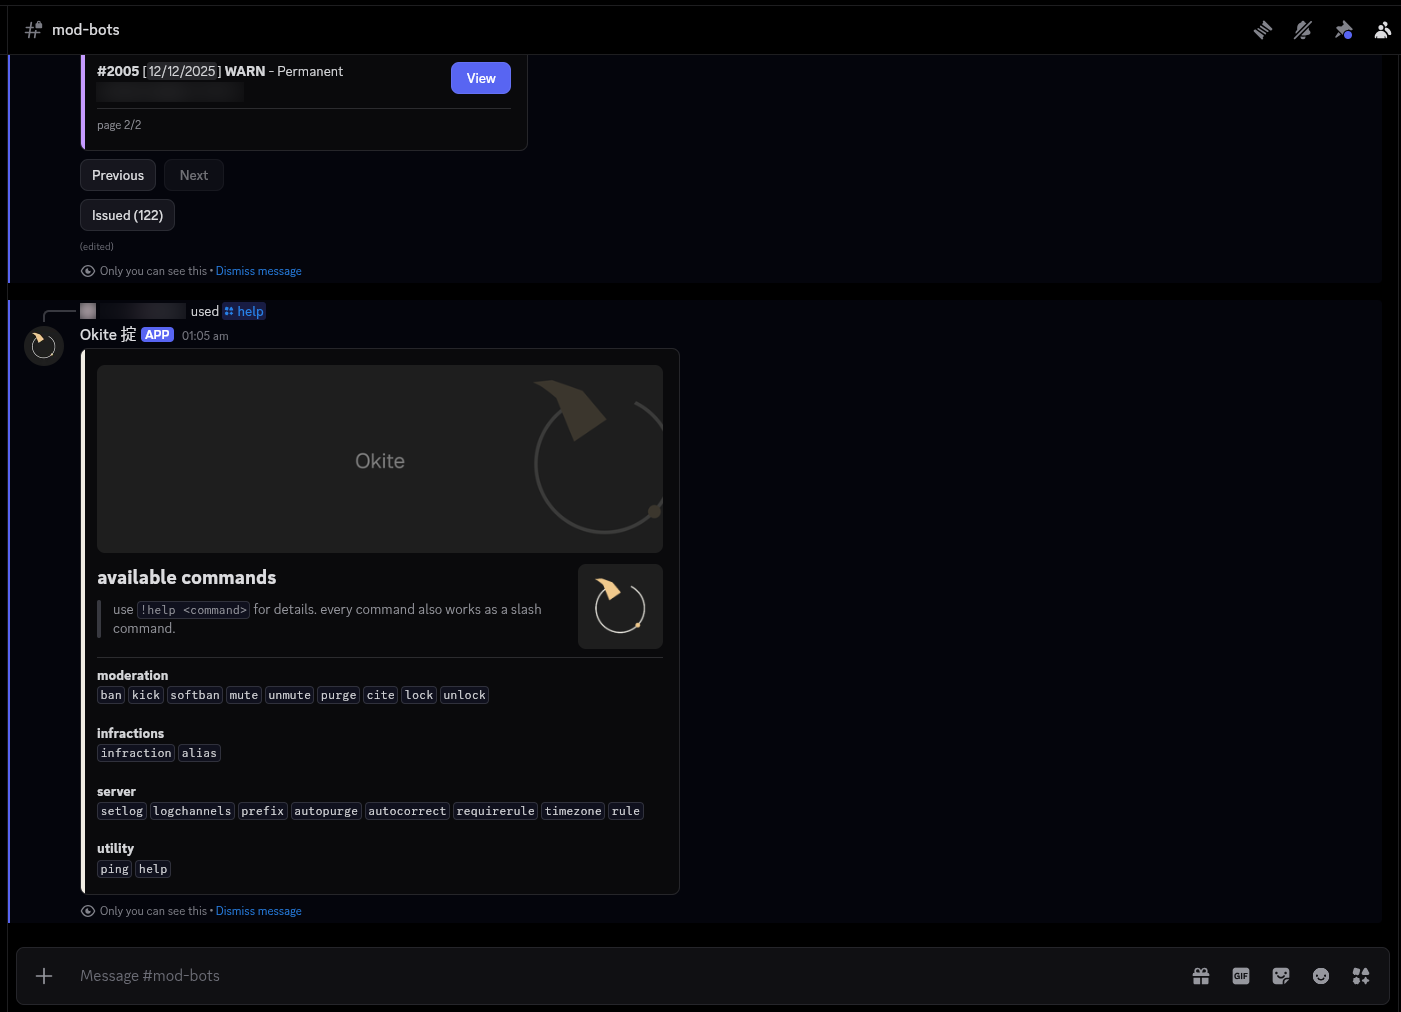 mod-bots
#2005 [12/12/2025] WARN - Permanent
View
page 2/2
Previous
Next
Issued (122)
(edited)
Only you can see this • Dismiss message
used help
Okite 掟 APP 01:05 am
Okite
available commands
use !help <command> for details. every command also works as a slash
command.
moderation
ban kick softban mute unmute purge cite lock unlock
infractions
infraction alias
server
setlog logchannels prefix autopurge autocorrect requirerule timezone rule
utility
ping help
Only you can see this • Dismiss message
Message #mod-bots
GIF